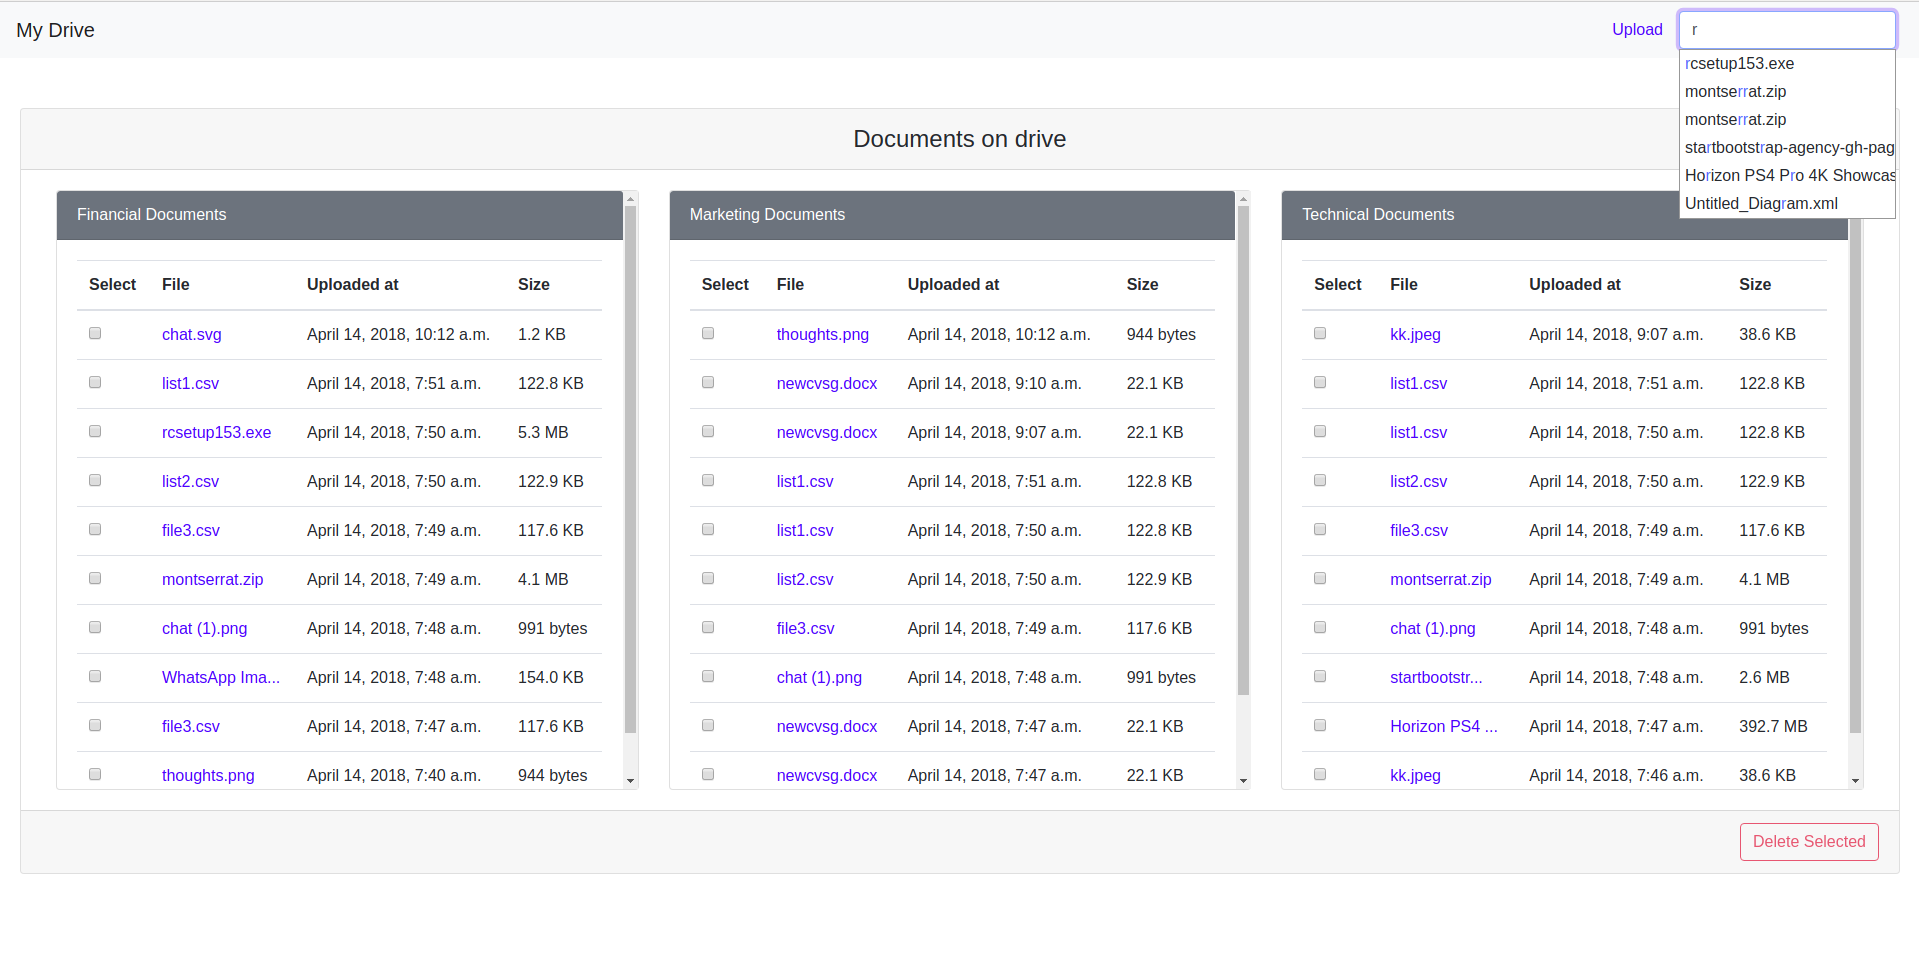 My Drive
Upload
r
rcsetup153.exe
montserrat.zip
montserrat.zip
startbootstrap-agency-gh-pag
Horizon PS4 Pro 4K Showcas
Untitled_Diagram.xml
Documents on drive
Financial Documents
Select File Uploaded at Size
chat.svg April 14, 2018, 10:12 a.m. 1.2 KB
list1.csv April 14, 2018, 7:51 a.m. 122.8 KB
rcsetup153.exe April 14, 2018, 7:50 a.m. 5.3 MB
list2.csv April 14, 2018, 7:50 a.m. 122.9 KB
file3.csv April 14, 2018, 7:49 a.m. 117.6 KB
montserrat.zip April 14, 2018, 7:49 a.m. 4.1 MB
chat (1).png April 14, 2018, 7:48 a.m. 991 bytes
WhatsApp Ima... April 14, 2018, 7:48 a.m. 154.0 KB
file3.csv April 14, 2018, 7:47 a.m. 117.6 KB
thoughts.png April 14, 2018, 7:40 a.m. 944 bytes
Marketing Documents
Select File Uploaded at Size
thoughts.png April 14, 2018, 10:12 a.m. 944 bytes
newcvsg.docx April 14, 2018, 9:10 a.m. 22.1 KB
newcvsg.docx April 14, 2018, 9:07 a.m. 22.1 KB
list1.csv April 14, 2018, 7:51 a.m. 122.8 KB
list1.csv April 14, 2018, 7:50 a.m. 122.8 KB
list2.csv April 14, 2018, 7:50 a.m. 122.9 KB
file3.csv April 14, 2018, 7:49 a.m. 117.6 KB
chat (1).png April 14, 2018, 7:48 a.m. 991 bytes
newcvsg.docx April 14, 2018, 7:47 a.m. 22.1 KB
newcvsg.docx April 14, 2018, 7:47 a.m. 22.1 KB
Technical Documents
Select File Uploaded at Size
kk.jpeg April 14, 2018, 9:07 a.m. 38.6 KB
list1.csv April 14, 2018, 7:51 a.m. 122.8 KB
list1.csv April 14, 2018, 7:50 a.m. 122.8 KB
list2.csv April 14, 2018, 7:50 a.m. 122.9 KB
file3.csv April 14, 2018, 7:49 a.m. 117.6 KB
montserrat.zip April 14, 2018, 7:49 a.m. 4.1 MB
chat (1).png April 14, 2018, 7:48 a.m. 991 bytes
startbootstr... April 14, 2018, 7:48 a.m. 2.6 MB
Horizon PS4 ... April 14, 2018, 7:47 a.m. 392.7 MB
kk.jpeg April 14, 2018, 7:46 a.m. 38.6 KB
Delete Selected